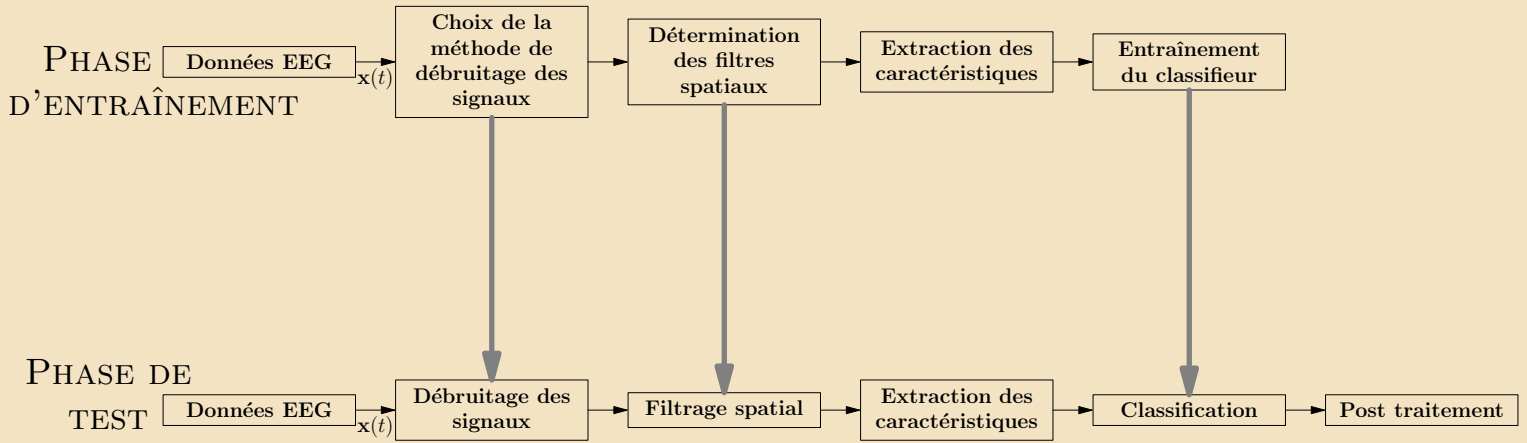 PHASE
D'ENTRAÎNEMENT
Données EEG
x(t)
Choix de la
méthode de
débruitage des
signaux
Détermination
des filtres
spatiaux
Extraction des
caractéristiques
Entraînement
du classifieur
PHASE DE
TEST
Données EEG
x(t)
Débruitage des
signaux
Filtrage spatial
Extraction des
caractéristiques
Classification
Post traitement